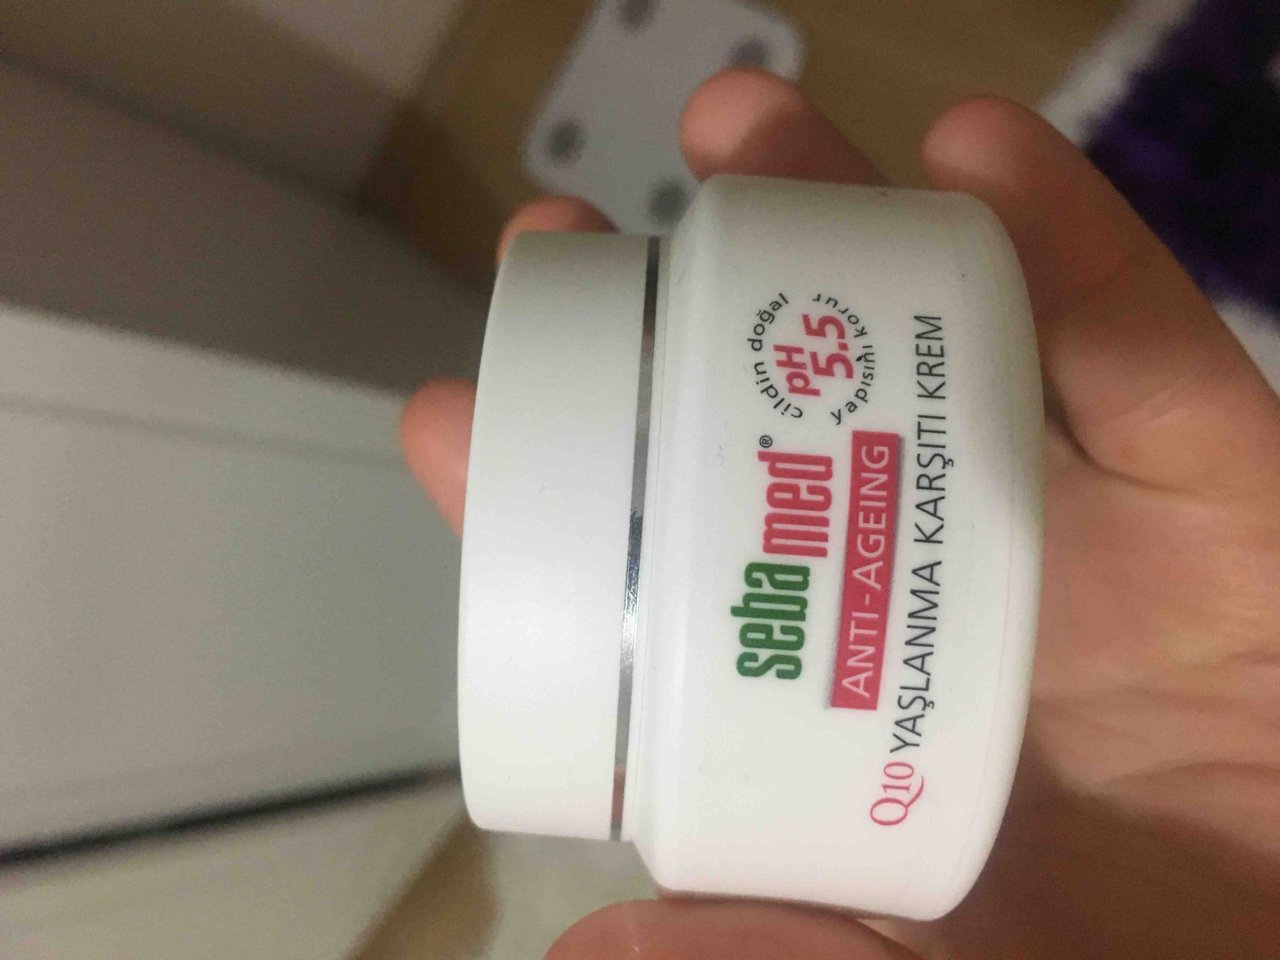 sebamed®
cildin doğal
pH
5.5
yapısını korur
ANTI-AGEING
Q10 YAŞLANMA KARŞITI KREM